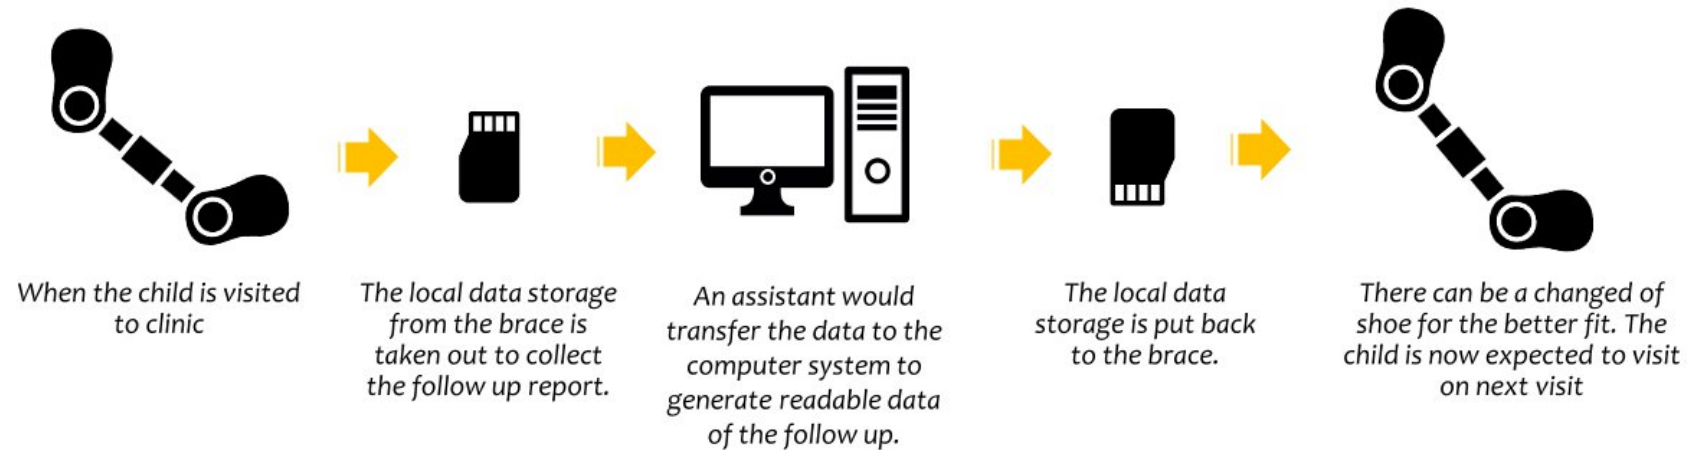 When the child is visited
to clinic
The local data storage
from the brace is
taken out to collect
the follow up report.
An assistant would
transfer the data to the
computer system to
generate readable data
of the follow up.
The local data
storage is put back
to the brace.
There can be a changed of
shoe for the better fit. The
child is now expected to visit
on next visit